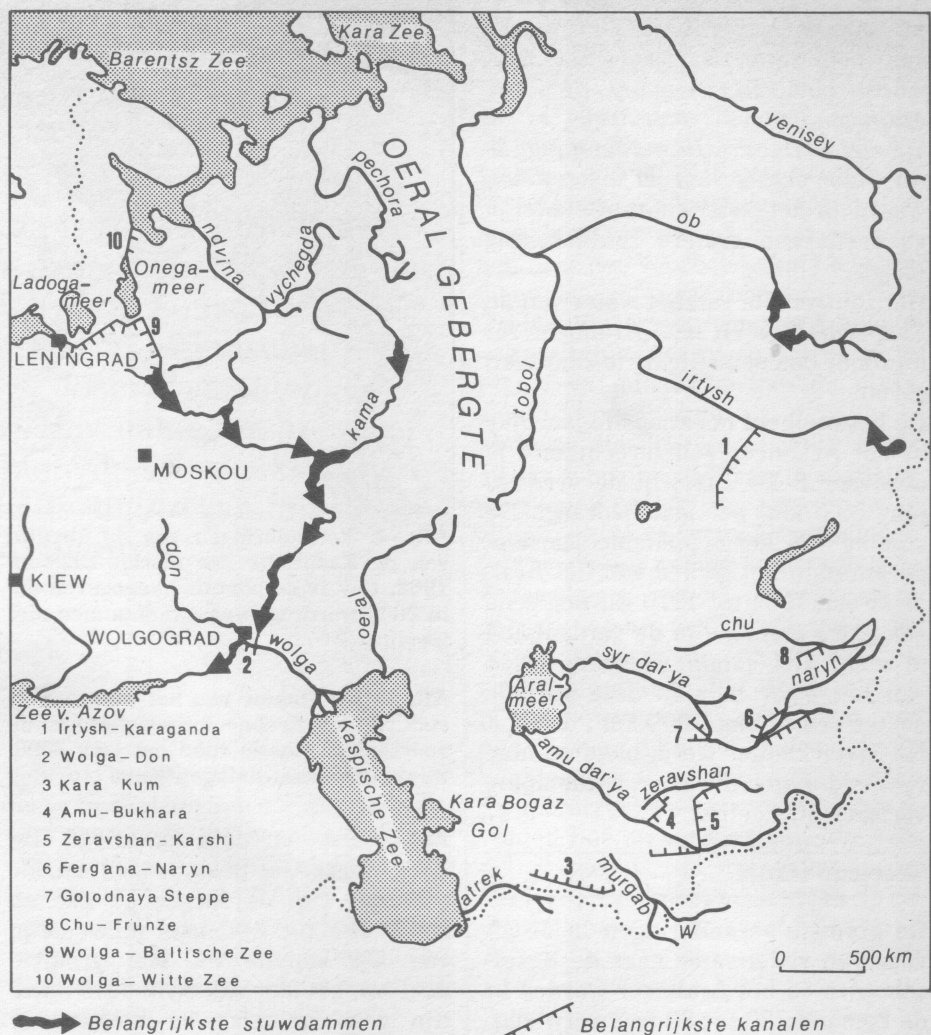 Kara Zee
Barentsz Zee
yenisey
OERAL GEBERGTE
pechora
ob
ndvina
vychegda
10
Onega-
meer
Ladoga-
meer
9
LENINGRAD
kama
tobol
irtysh
1
MOSKOU
don
KIEW
oeral
chu
WOLGOGRAD
wolga
2
syr dar'ya
8
naryn
Aral-
meer
Zee v. Azov
7
6
amu dar'ya
zeravshan
Kaspische Zee
Kara Bogaz
Gol
4
5
3
atrek
murgab
W
1 Irtysh-Karaganda
2 Wolga-Don
3 Kara Kum
4 Amu-Bukhara
5 Zeravshan-Karshi
6 Fergana-Naryn
7 Golodnaya Steppe
8 Chu-Frunze
9 Wolga-Baltische Zee
10 Wolga-Witte Zee
0 500 km
Belangrijkste stuwdammen
Belangrijkste kanalen